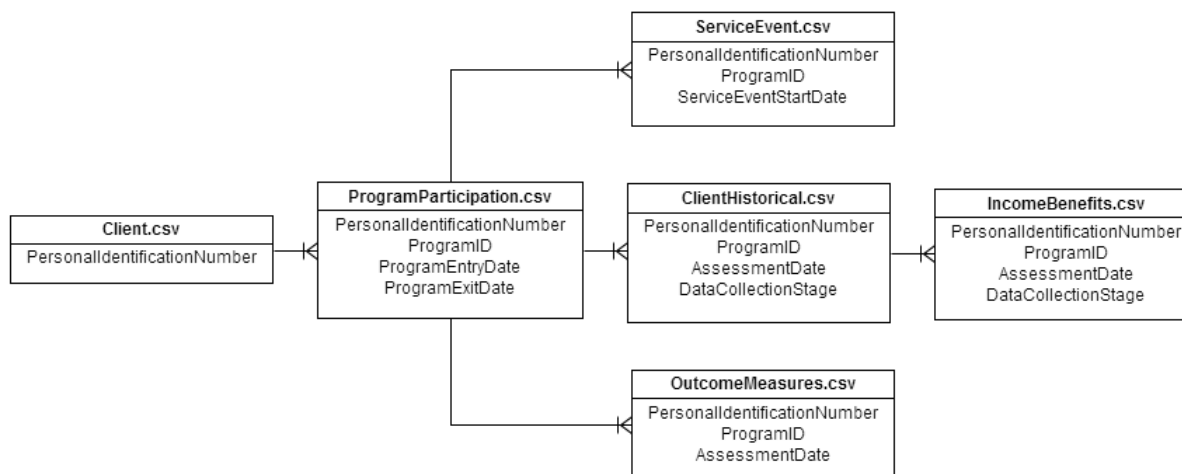 ServiceEvent.csv
PersonalIdentificationNumber
ProgramID
ServiceEventStartDate
Client.csv
PersonalIdentificationNumber
ProgramParticipation.csv
PersonalIdentificationNumber
ProgramID
ProgramEntryDate
ProgramExitDate
ClientHistorical.csv
PersonalIdentificationNumber
ProgramID
AssessmentDate
DataCollectionStage
IncomeBenefits.csv
PersonalIdentificationNumber
ProgramID
AssessmentDate
DataCollectionStage
OutcomeMeasures.csv
PersonalIdentificationNumber
ProgramID
AssessmentDate